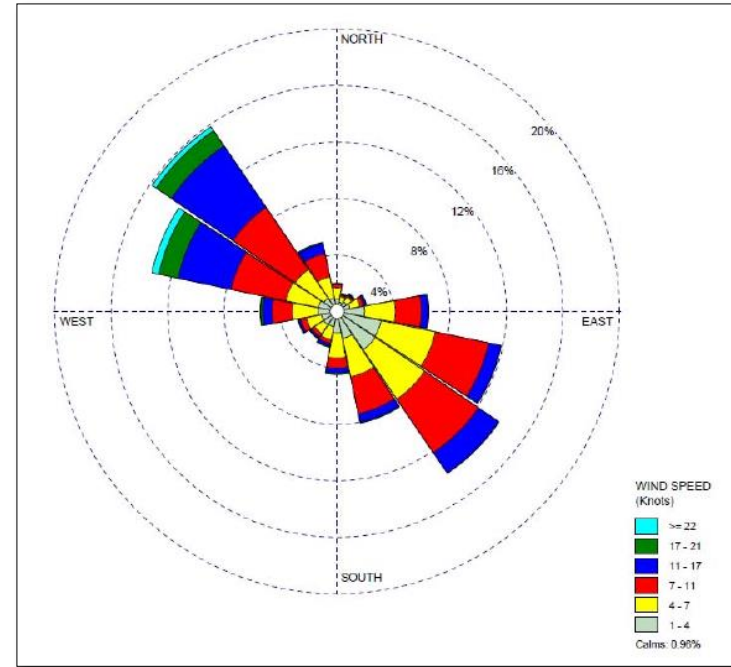 NORTH
20%
16%
12%
8%
4%
WEST
EAST
SOUTH
WIND SPEED
(Knots)
>= 22
17 - 21
11 - 17
7 - 11
4 - 7
1 - 4
Calms: 0.96%